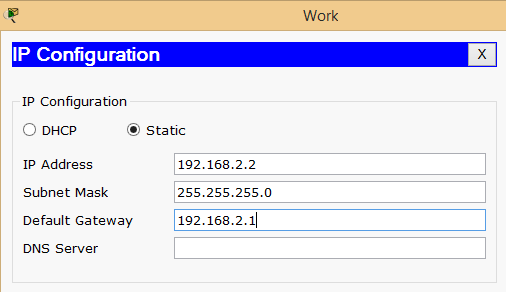 Work
IP Configuration X
IP Configuration
DHCP Static
IP Address 192.168.2.2
Subnet Mask 255.255.255.0
Default Gateway 192.168.2.1
DNS Server